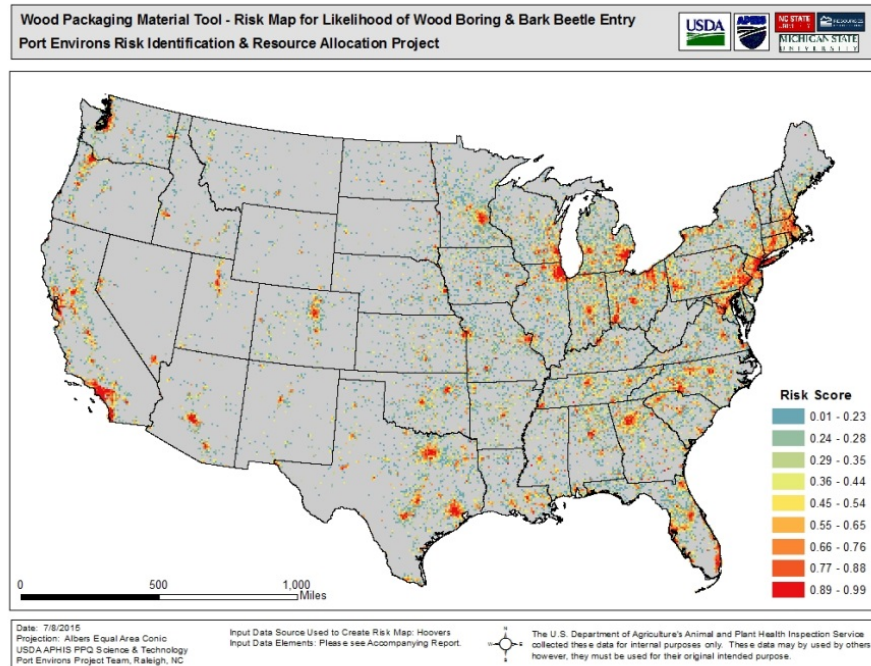 Wood Packaging Material Tool - Risk Map for Likelihood of Wood Boring & Bark Beetle Entry
Port Environs Risk Identification & Resource Allocation Project
USDA
APHIS
NC STATE
RESOURCES
MICHIGAN STATE
UNIVERSITY
Risk Score
0.01 - 0.23
0.24 - 0.28
0.29 - 0.35
0.36 - 0.44
0.45 - 0.54
0.55 - 0.65
0.66 - 0.76
0.77 - 0.88
0.89 - 0.99
0 500 1,000
Miles
Date: 7/8/2015
Projection: Albers Equal Area Conic
USDA APHIS PPQ Science & Technology
Port Environs Project Team, Raleigh, NC
Input Data Source Used to Create Risk Map: Hoovers
Input Data Elements: Please see Accompanying Report.
N
W
E
S
The U.S. Department of Agriculture's Animal and Plant Health Inspection Service
collected these data for internal purposes only. These data may by used by others;
however, they must be used for their original intended purpose.